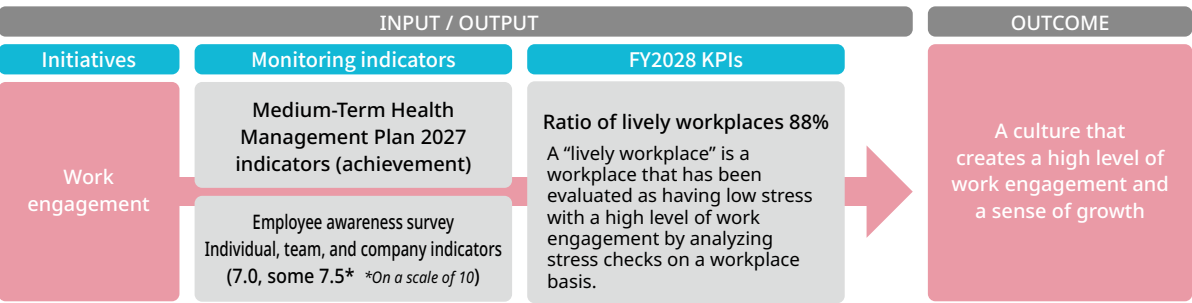 INPUT / OUTPUT
OUTCOME
Initiatives
Monitoring indicators
FY2028 KPIs
Work
engagement
Medium-Term Health
Management Plan 2027
indicators (achievement)
Employee awareness survey
Individual, team, and company indicators
(7.0, some 7.5* *On a scale of 10)
Ratio of lively workplaces 88%
A “lively workplace” is a
workplace that has been
evaluated as having low stress
with a high level of work
engagement by analyzing
stress checks on a workplace
basis.
A culture that
creates a high level of
work engagement and
a sense of growth